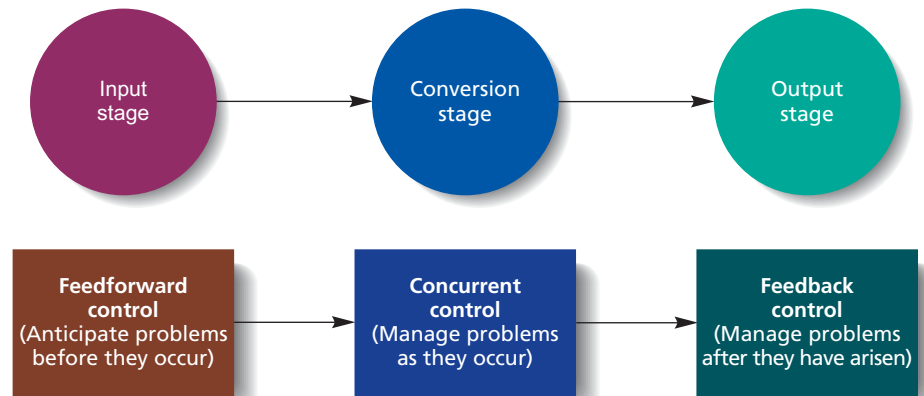 Input
stage
Conversion
stage
Output
stage
Feedforward
control
(Anticipate problems
before they occur)
Concurrent
control
(Manage problems
as they occur)
Feedback
control
(Manage problems
after they have arisen)